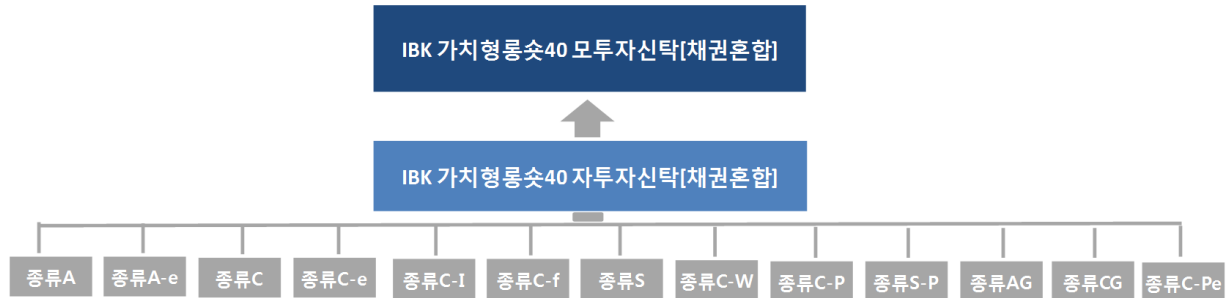 IBK 가치형롱숏40 모투자신탁[채권혼합]
IBK 가치형롱숏40 자투자신탁[채권혼합]
종류A
종류A-e
종류C
종류C-e
종류C-I
종류C-f
종류S
종류C-W
종류C-P
종류S-P
종류AG
종류CG
종류C-Pe